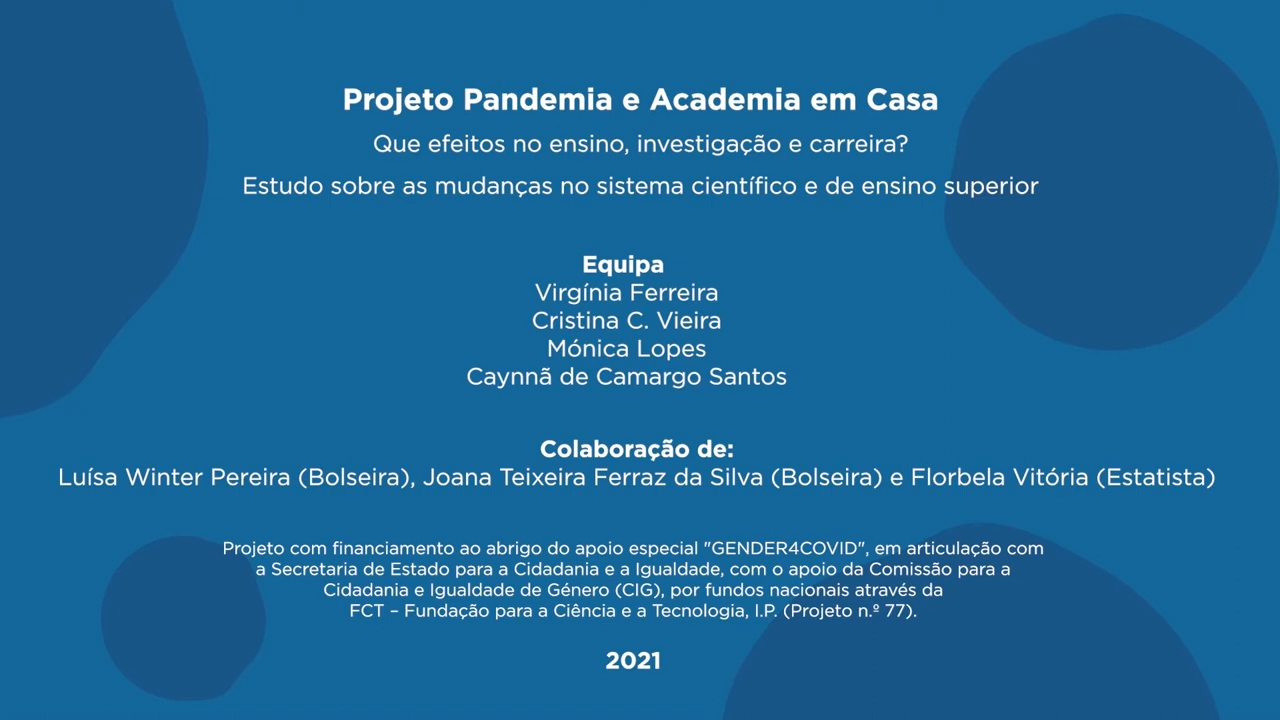 Projeto Pandemia e Academia em Casa
Que efeitos no ensino, investigação e carreira?
Estudo sobre as mudanças no sistema científico e de ensino superior
Equipa
Virgínia Ferreira
Cristina C. Vieira
Mónica Lopes
Caynnã de Camargo Santos
Colaboração de:
Luísa Winter Pereira (Bolseira), Joana Teixeira Ferraz da Silva (Bolseira) e Florbela Vitória (Estatista)
Projeto com financiamento ao abrigo do apoio especial "GENDER4COVID", em articulação com
a Secretaria de Estado para a Cidadania e a Igualdade, com o apoio da Comissão para a
Cidadania e Igualdade de Género (CIG), por fundos nacionais através da
FCT – Fundação para a Ciência e a Tecnologia, I.P. (Projeto n.º 77).
2021